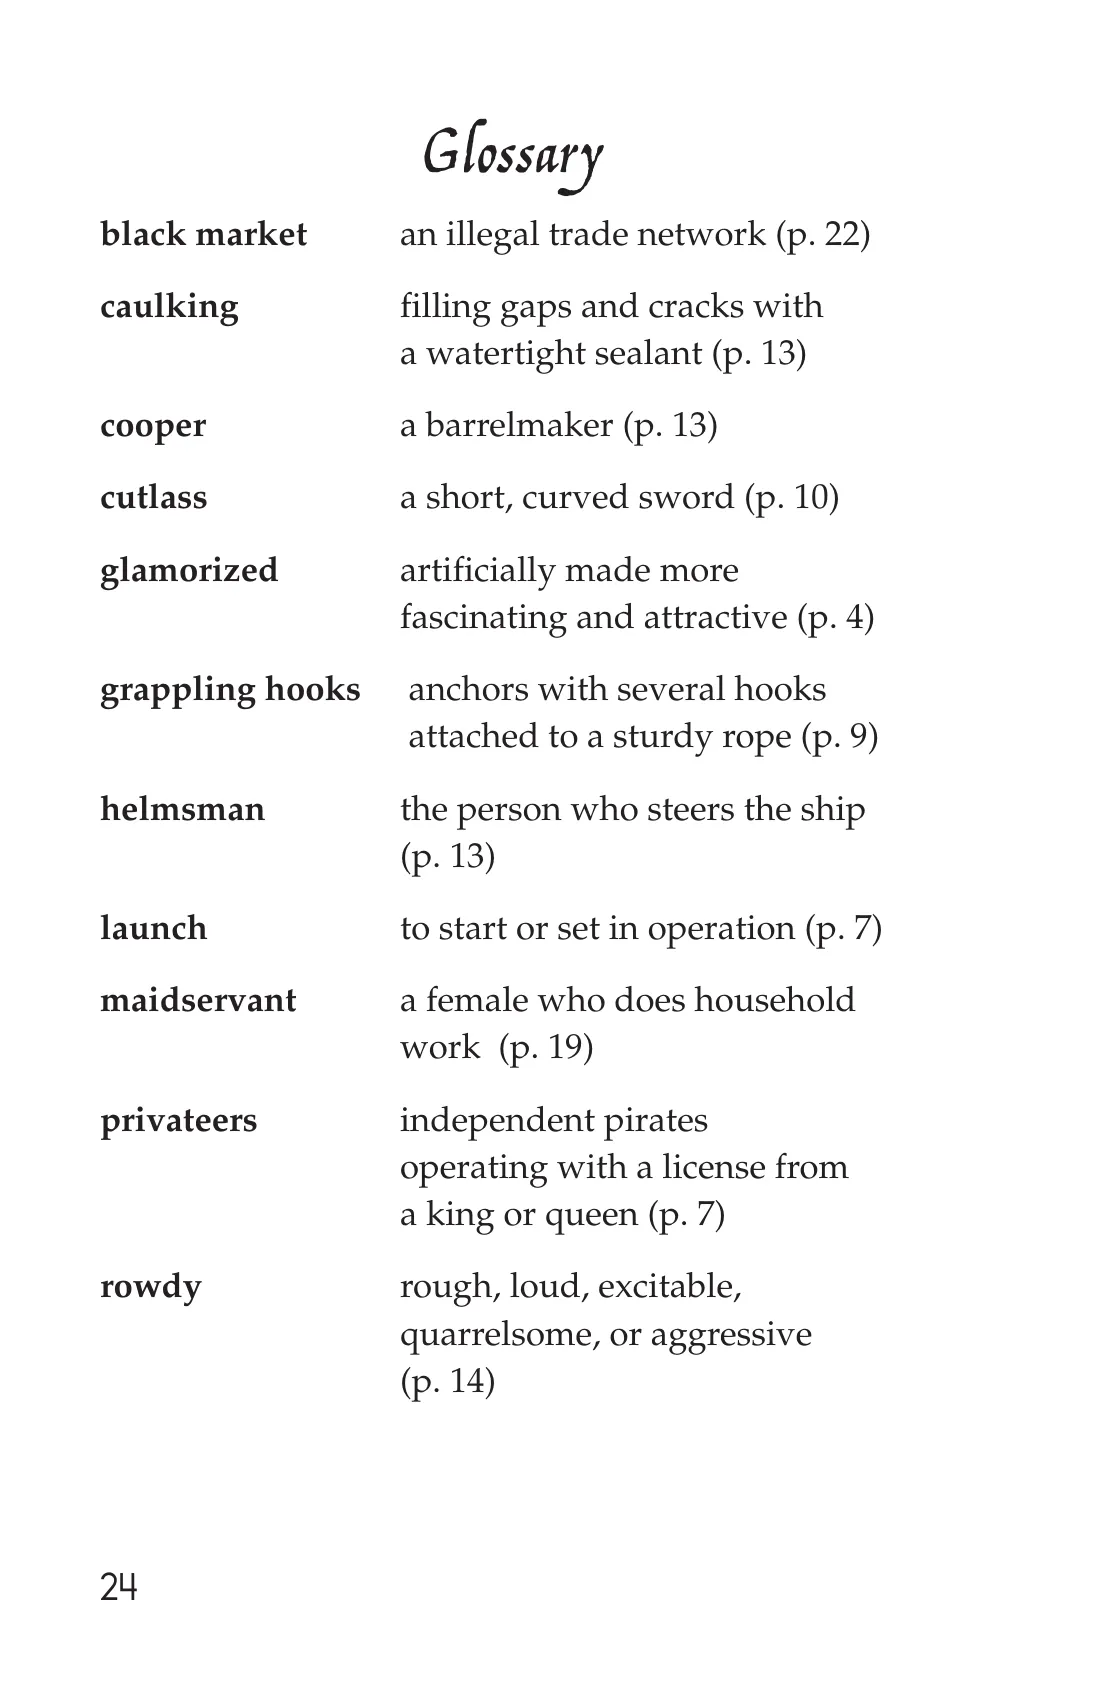 Glossary
black market an illegal trade network (p. 22)
caulking filling gaps and cracks with
a watertight sealant (p. 13)
cooper a barrelmaker (p. 13)
cutlass a short, curved sword (p. 10)
glamorized artificially made more
fascinating and attractive (p. 4)
grappling hooks anchors with several hooks
attached to a sturdy rope (p. 9)
helmsman the person who steers the ship
(p. 13)
launch to start or set in operation (p. 7)
maidservant a female who does household
work (p. 19)
privateers independent pirates
operating with a license from
a king or queen (p. 7)
rowdy rough, loud, excitable,
quarrelsome, or aggressive
(p. 14)
24